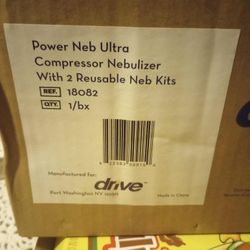 Power Neb Ultra
Compressor Nebulizer
With 2 Reusable Neb Kits
REF. 18082
QTY. 1/bx
Manufactured for:
drive™
Port Washington NY
Made in China